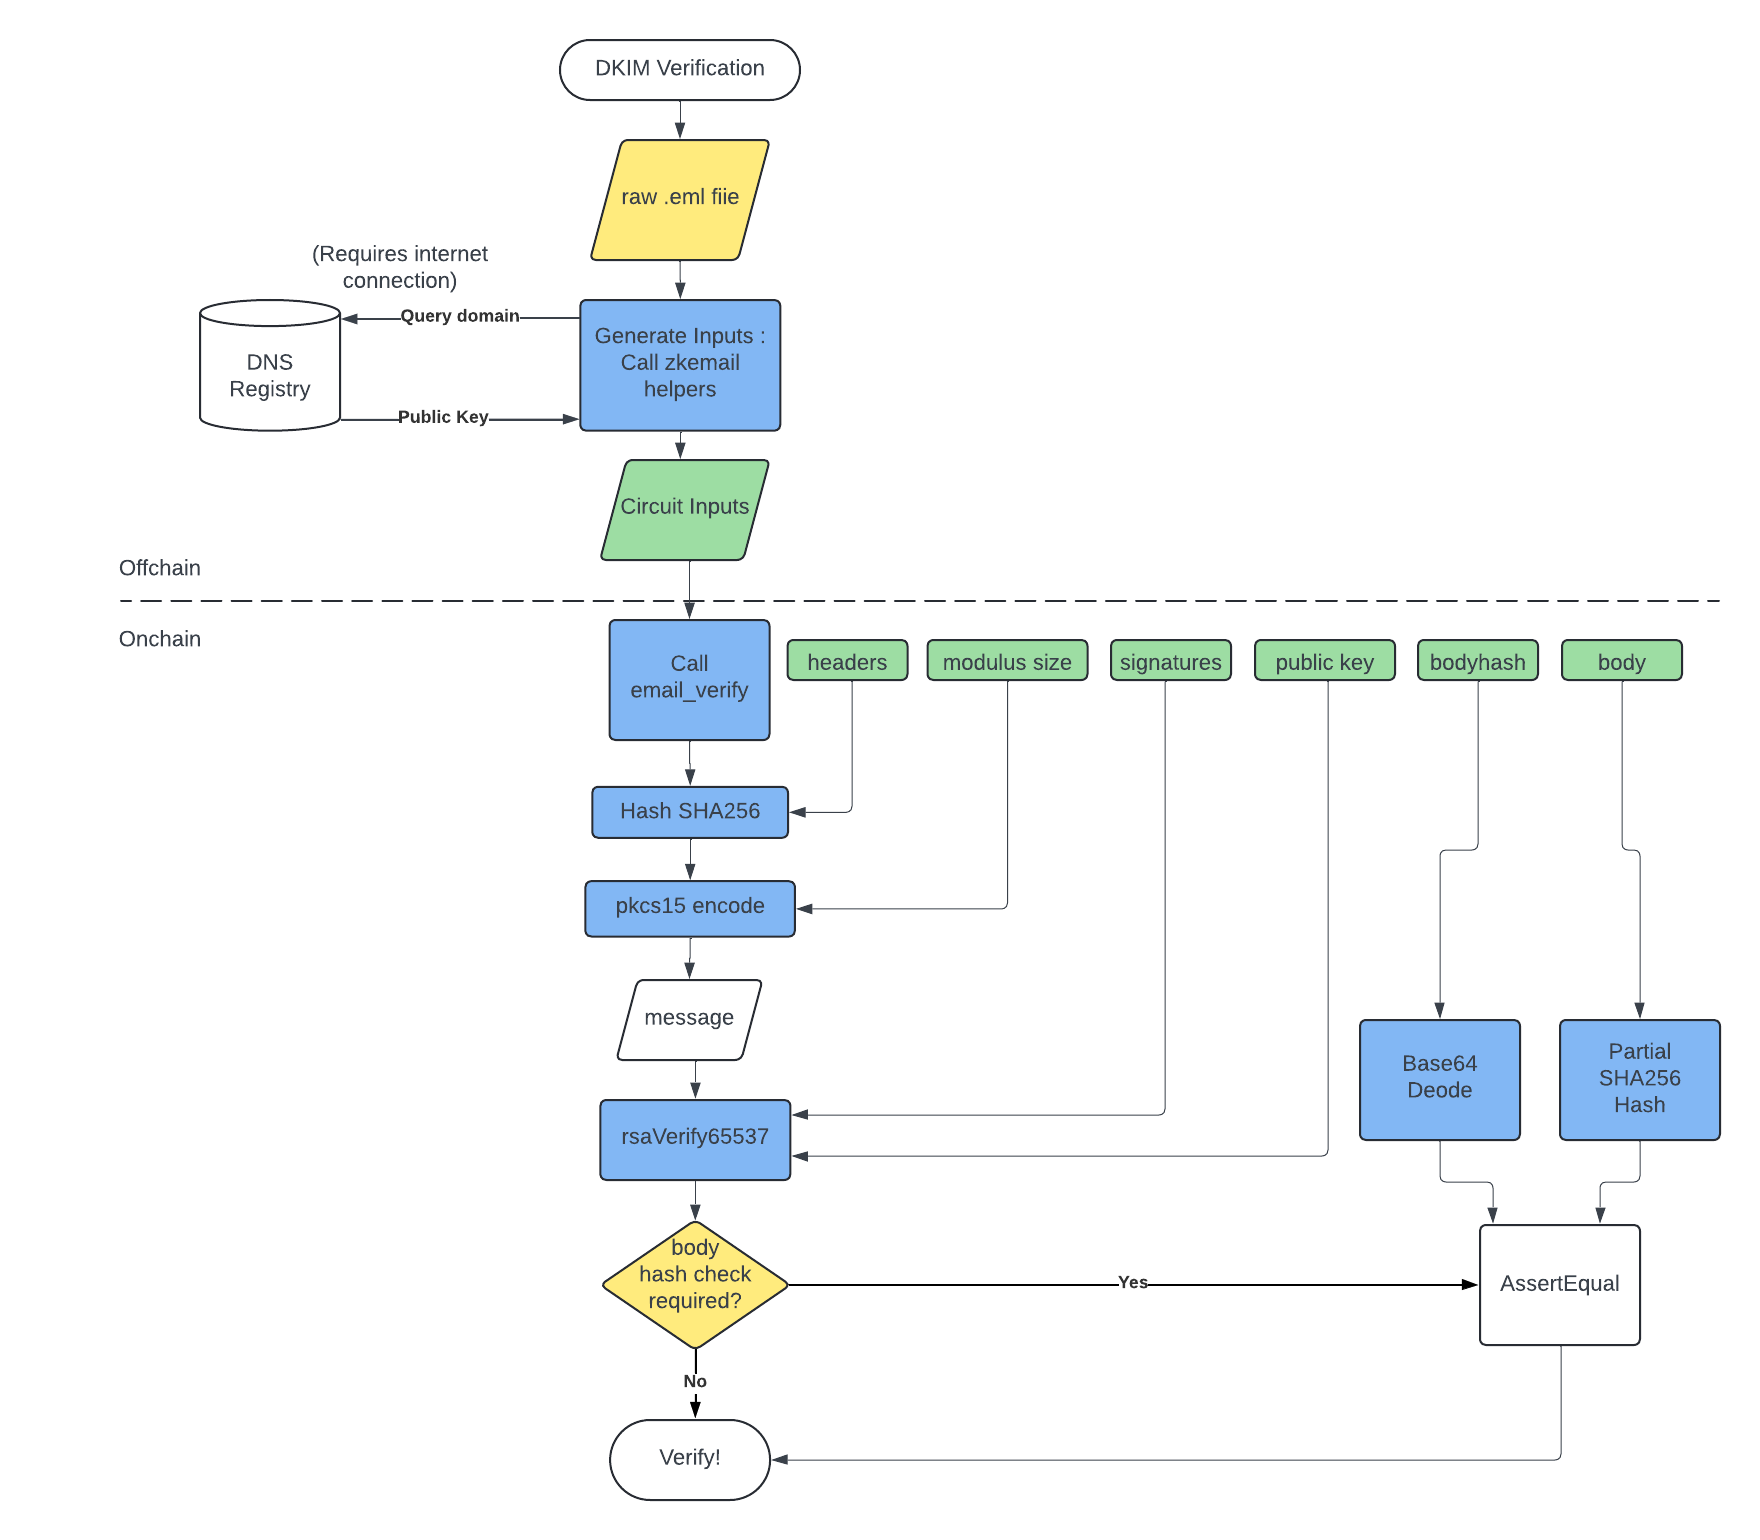 DKIM Verification
raw .eml fiie
(Requires internet
connection)
Query domain
Generate Inputs :
Call zkemail
helpers
DNS
Registry
Public Key
Circuit Inputs
Offchain
Onchain
Call
email_verify
headers
modulus size
signatures
public key
bodyhash
body
Hash SHA256
pkcs15 encode
message
Base64
Deode
Partial
SHA256
Hash
rsaVerify65537
body
hash check
required?
Yes
AssertEqual
No
Verify!